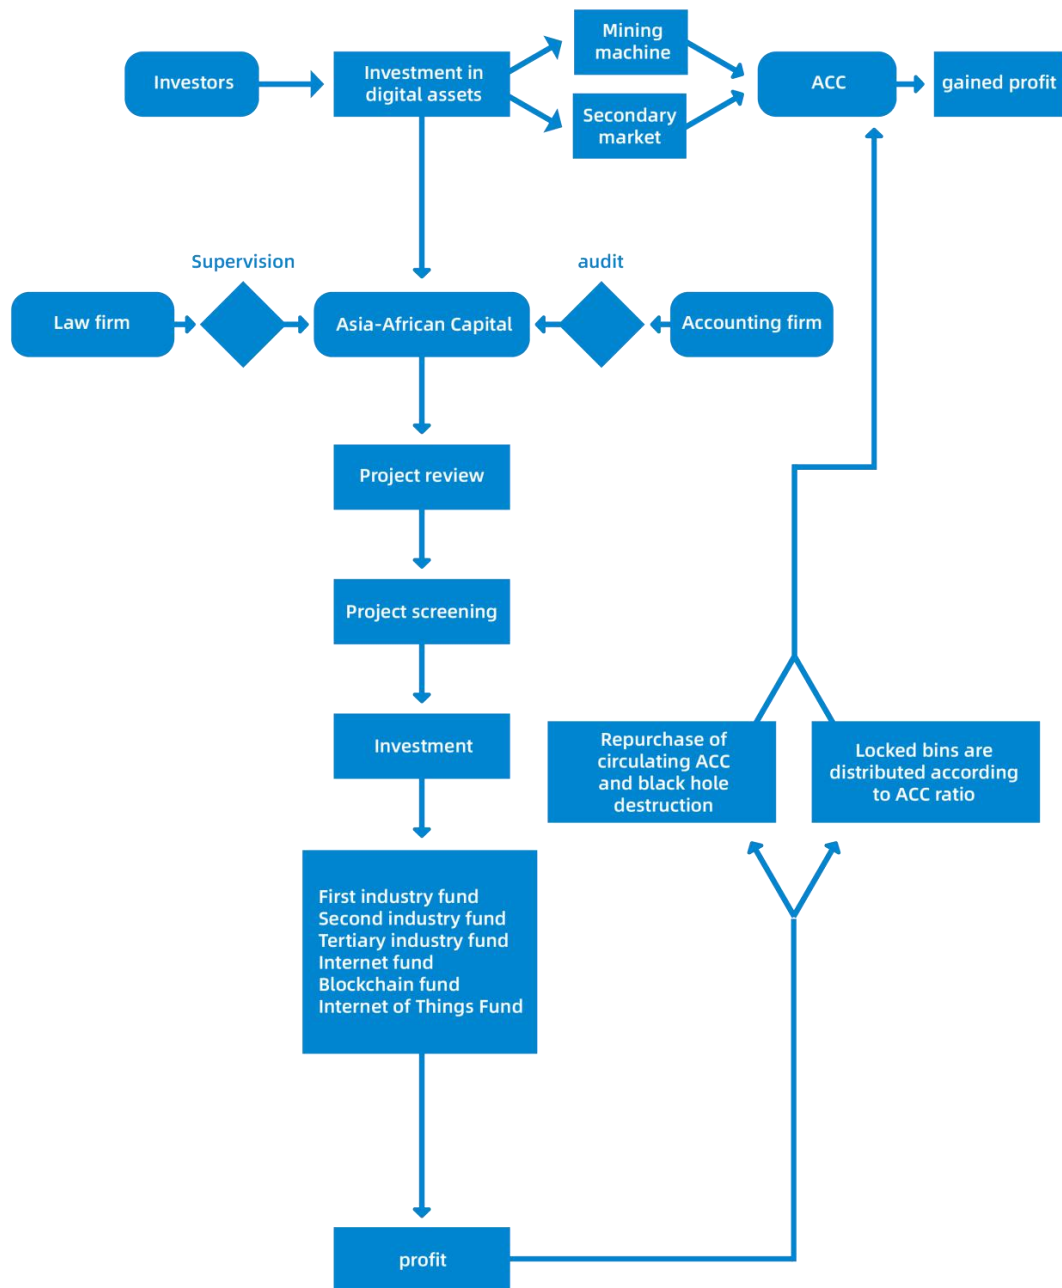 Investors
Investment in
digital assets
Mining
machine
Secondary
market
ACC
gained profit
Supervision
audit
Law firm
Asia-African Capital
Accounting firm
Project review
Project screening
Investment
Repurchase of
circulating ACC
and black hole
destruction
Locked bins are
distributed according
to ACC ratio
First industry fund
Second industry fund
Tertiary industry fund
Internet fund
Blockchain fund
Internet of Things Fund
profit